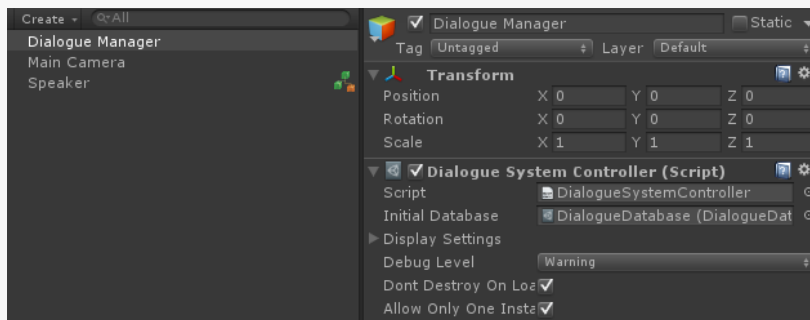 Create
All
Dialogue Manager
Main Camera
Speaker
Dialogue Manager Static
Tag Untagged Layer Default
Transform
Position X 0 Y 0 Z 0
Rotation X 0 Y 0 Z 0
Scale X 1 Y 1 Z 1
Dialogue System Controller (Script)
Script DialogueSystemController
Initial Database DialogueDatabase (DialogueDat
Display Settings
Debug Level Warning
Dont Destroy On Loa
Allow Only One Insta